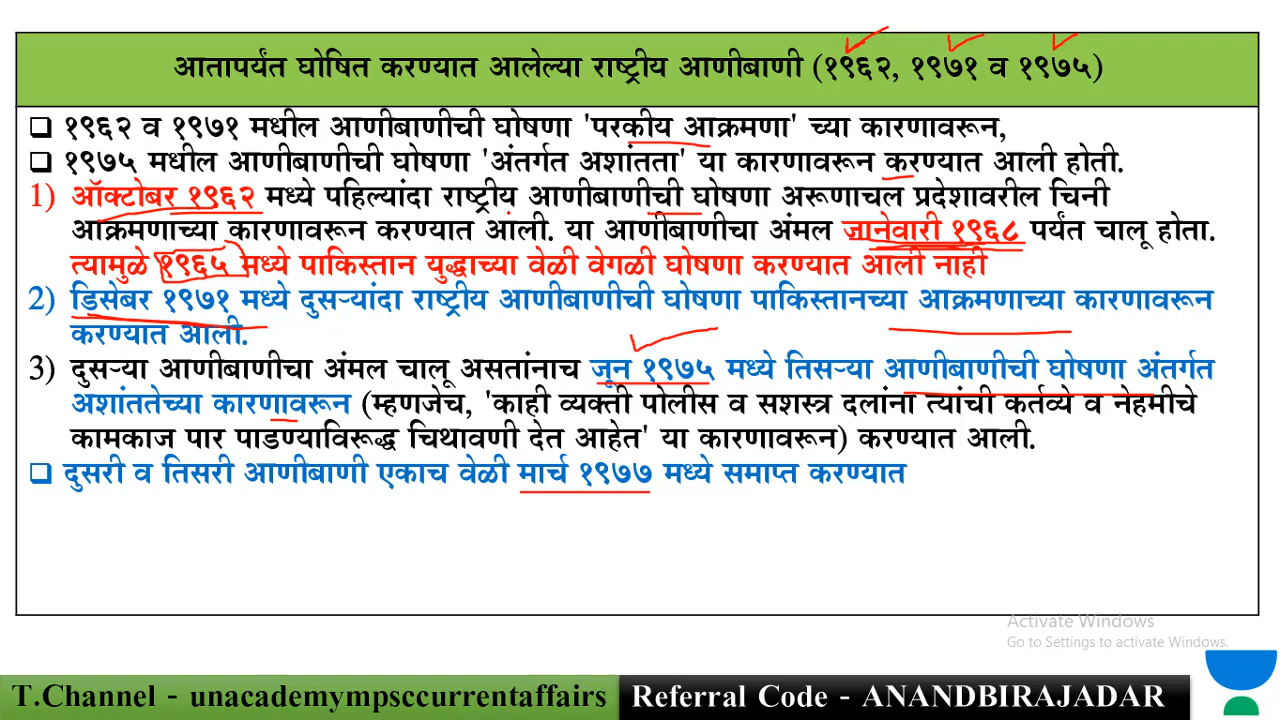 आतापर्यंत घोषित करण्यात आलेल्या राष्ट्रीय आणीबाणी (१९६२, १९७१ व १९७५)
❑ १९६२ व १९७१ मधील आणीबाणीची घोषणा 'परकीय आक्रमणा' च्या कारणावरून,
❑ १९७५ मधील आणीबाणीची घोषणा 'अंतर्गत अशांतता' या कारणावरून करण्यात आली होती.
1) ऑक्टोबर १९६२ मध्ये पहिल्यांदा राष्ट्रीय आणीबाणीची घोषणा अरूणाचल प्रदेशावरील चिनी
आक्रमणाच्या कारणावरून करण्यात आली. या आणीबाणीचा अंमल जानेवारी १९६८ पर्यंत चालू होता.
त्यामुळे १९६५ मध्ये पाकिस्तान युद्धाच्या वेळी वेगळी घोषणा करण्यात आली नाही
2) डिसेबर १९७१ मध्ये दुसऱ्यांदा राष्ट्रीय आणीबाणीची घोषणा पाकिस्तानच्या आक्रमणाच्या कारणावरून
करण्यात आली.
3) दुसऱ्या आणीबाणीचा अंमल चालू असतांनाच जून १९७५ मध्ये तिसऱ्या आणीबाणीची घोषणा अंतर्गत
अशांततेच्या कारणावरून (म्हणजेच, 'काही व्यक्ती पोलीस व सशस्त्र दलांना त्यांची कर्तव्ये व नेहमीचे
कामकाज पार पाडण्याविरूद्ध चिथावणी देत आहेत' या कारणावरून) करण्यात आली.
❑ दुसरी व तिसरी आणीबाणी एकाच वेळी मार्च १९७७ मध्ये समाप्त करण्यात
Activate Windows
Go to Settings to activate Windows.
T.Channel - unacademympsccurrentaffairs Referral Code - ANANDBIRAJADAR